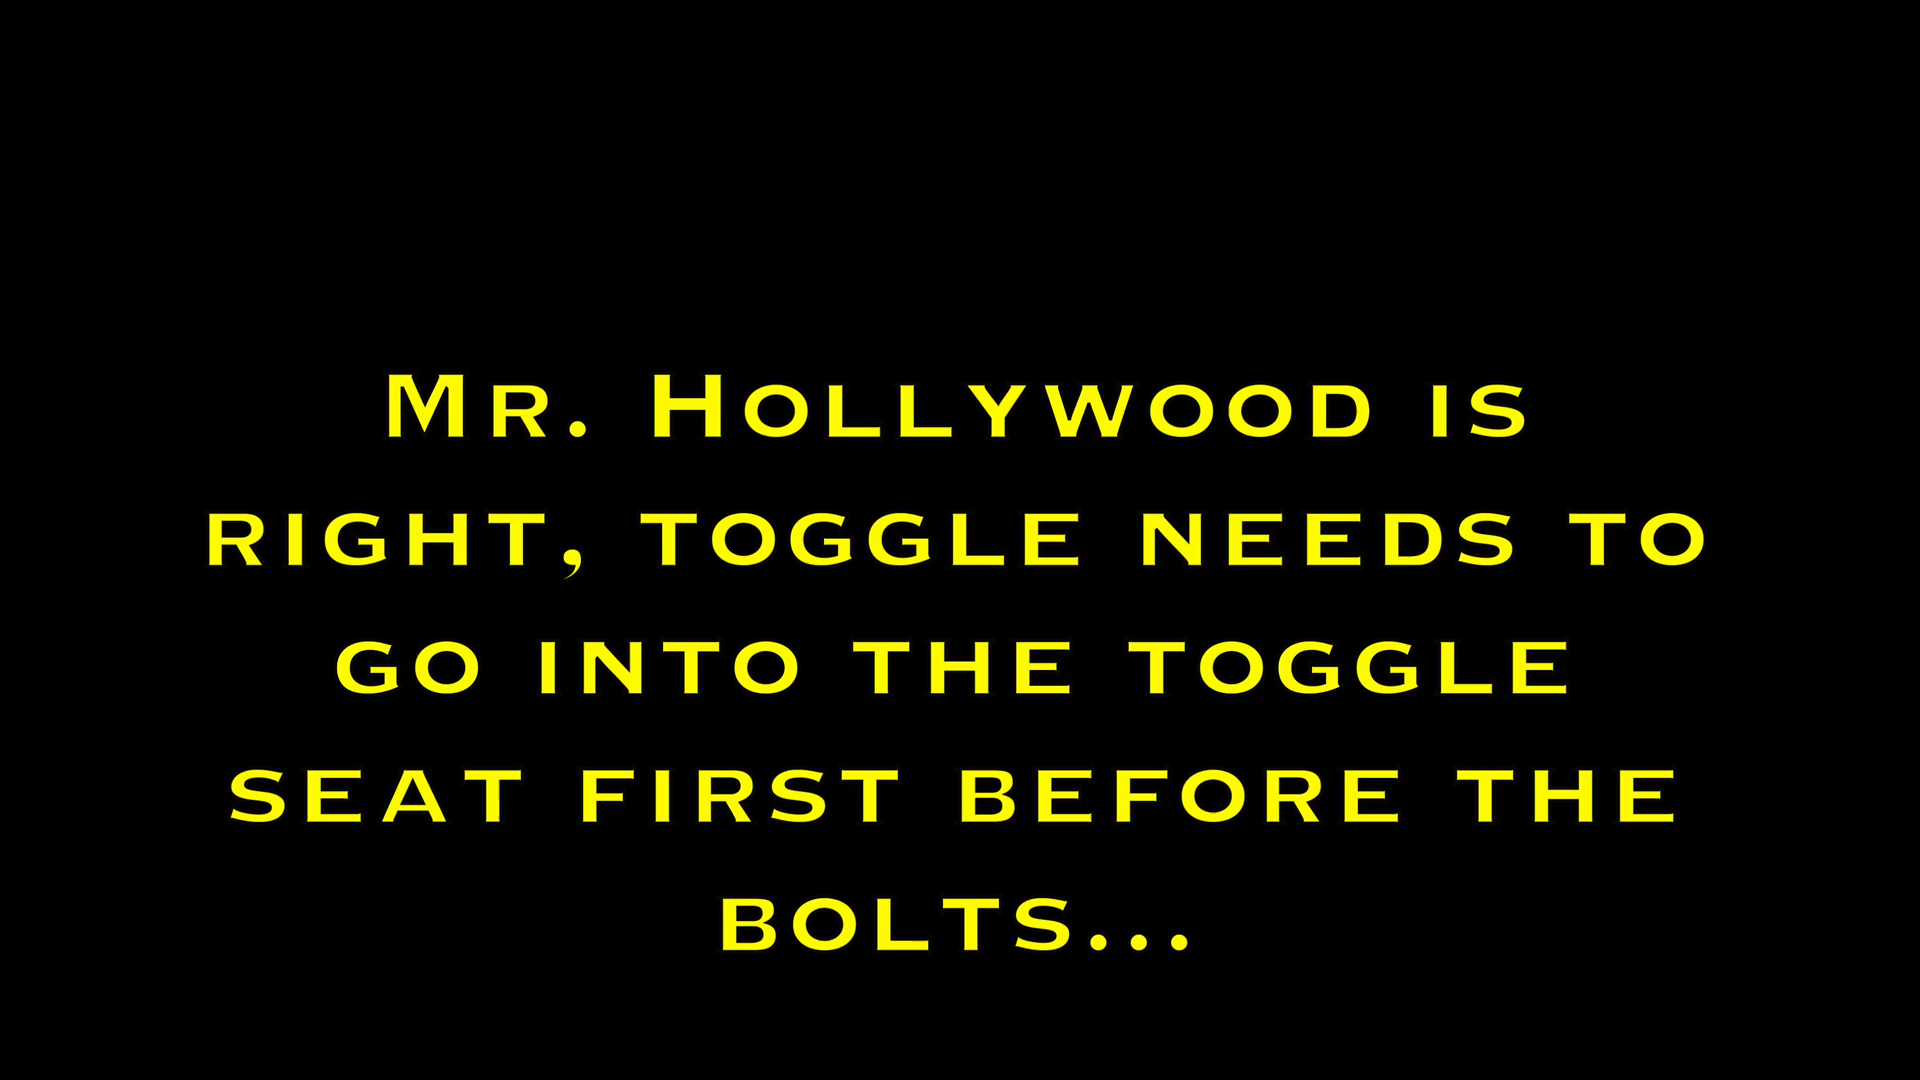 Mr. Hollywood is
right, toggle needs to
go into the toggle
seat first before the
bolts...